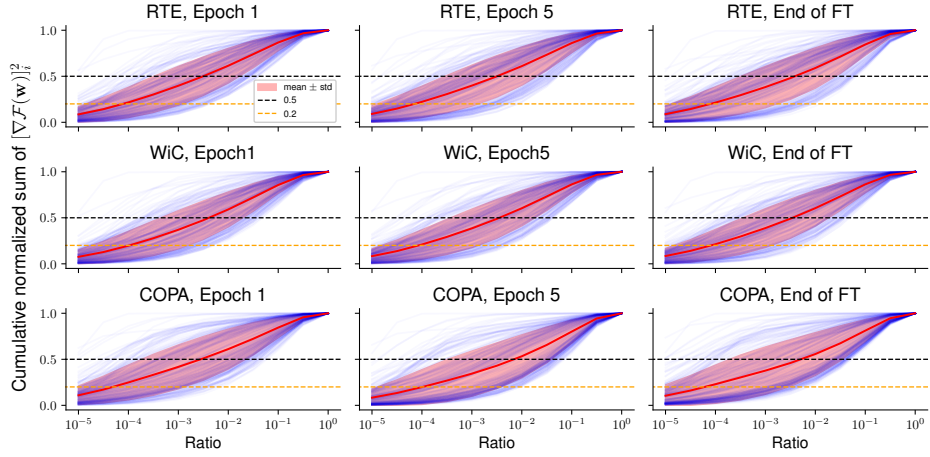 RTE, Epoch 1
RTE, Epoch 5
RTE, End of FT
1.0
0.5
0.0
mean ± std
0.5
0.2
WiC, Epoch1
WiC, Epoch5
WiC, End of FT
1.0
0.5
0.0
COPA, Epoch 1
COPA, Epoch 5
COPA, End of FT
1.0
0.5
0.0
10⁻⁵ 10⁻⁴ 10⁻³ 10⁻² 10⁻¹ 10⁰
10⁻⁵ 10⁻⁴ 10⁻³ 10⁻² 10⁻¹ 10⁰
10⁻⁵ 10⁻⁴ 10⁻³ 10⁻² 10⁻¹ 10⁰
Ratio
Ratio
Ratio
Cumulative normalized sum of [∇ℱ(𝐰)]ᵢ²